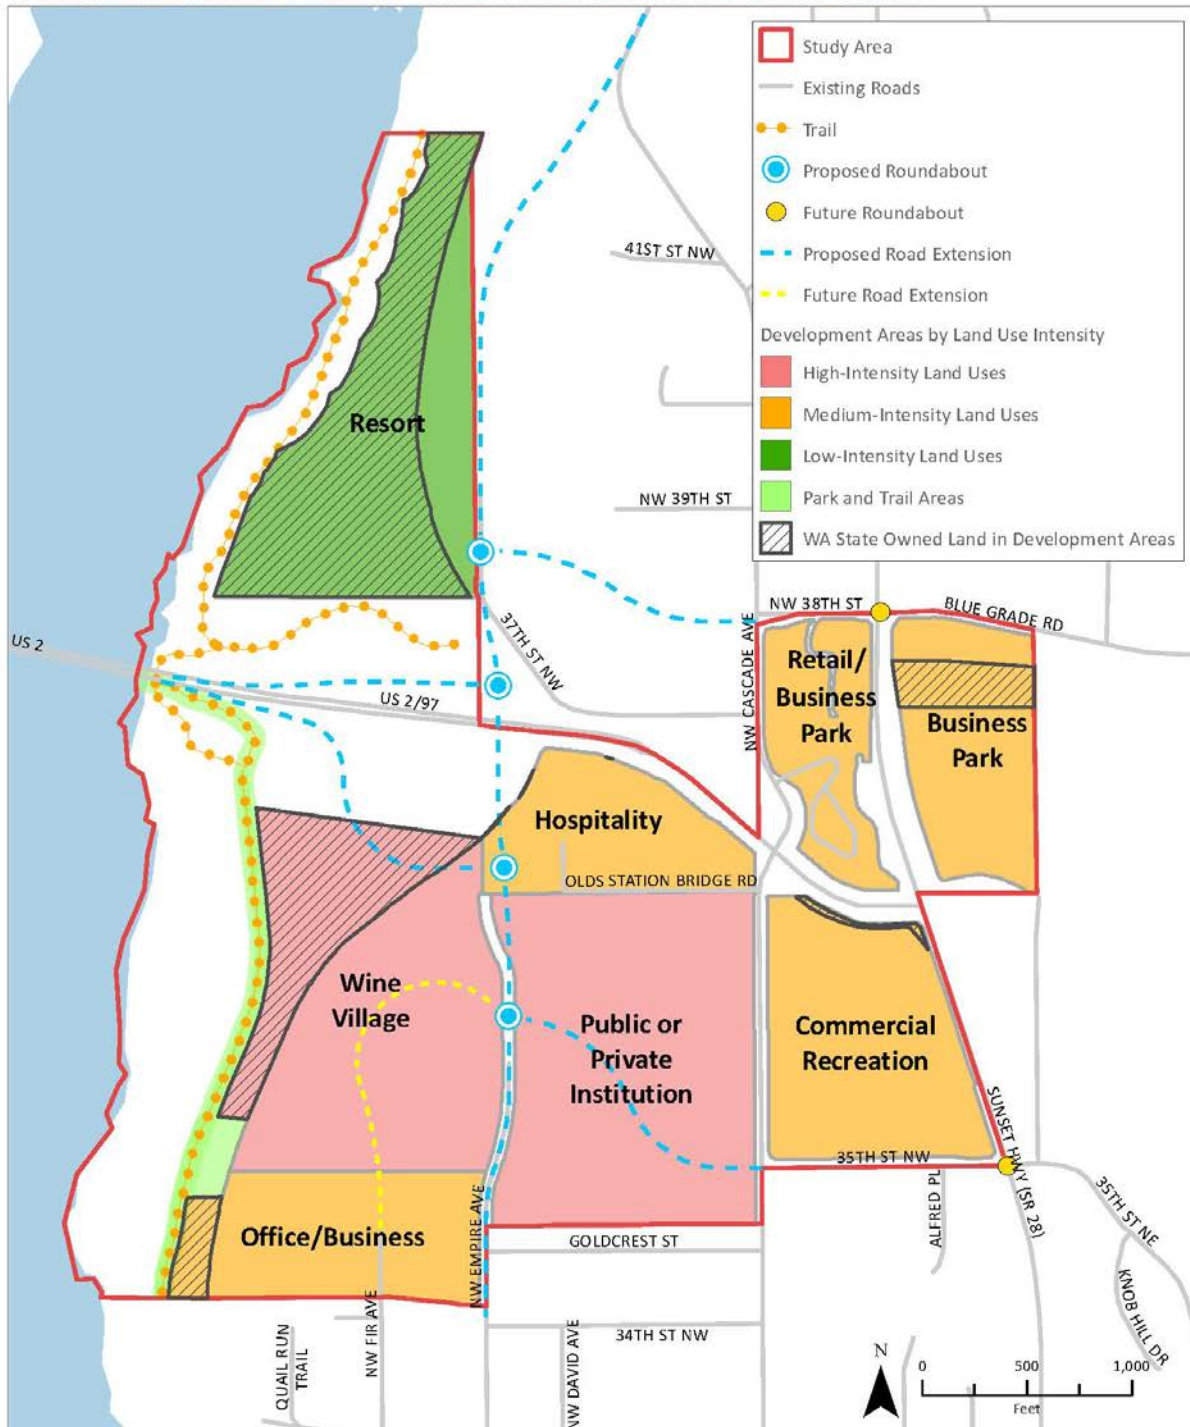 Study Area
Existing Roads
Trail
Proposed Roundabout
Future Roundabout
Proposed Road Extension
Future Road Extension
Development Areas by Land Use Intensity
High-Intensity Land Uses
Medium-Intensity Land Uses
Low-Intensity Land Uses
Park and Trail Areas
WA State Owned Land in Development Areas
41ST ST NW
Resort
NW 39TH ST
NW 38TH ST
BLUE GRADE RD
37TH ST NW
US 2
US 2/97
NW CASCADE AVE
Retail/
Business
Park
Business
Park
Hospitality
OLDS STATION BRIDGE RD
Wine
Village
Public or
Private
Institution
Commercial
Recreation
SUNSET HWY (SR 28)
35TH ST NW
35TH ST NE
ALFRED PL
KNOB HILL DR
Office/Business
NW EMPIRE AVE
GOLDCREST ST
34TH ST NW
NW FIR AVE
QUAIL RUN
TRAIL
NW DAVID AVE
N
0 500 1,000
Feet